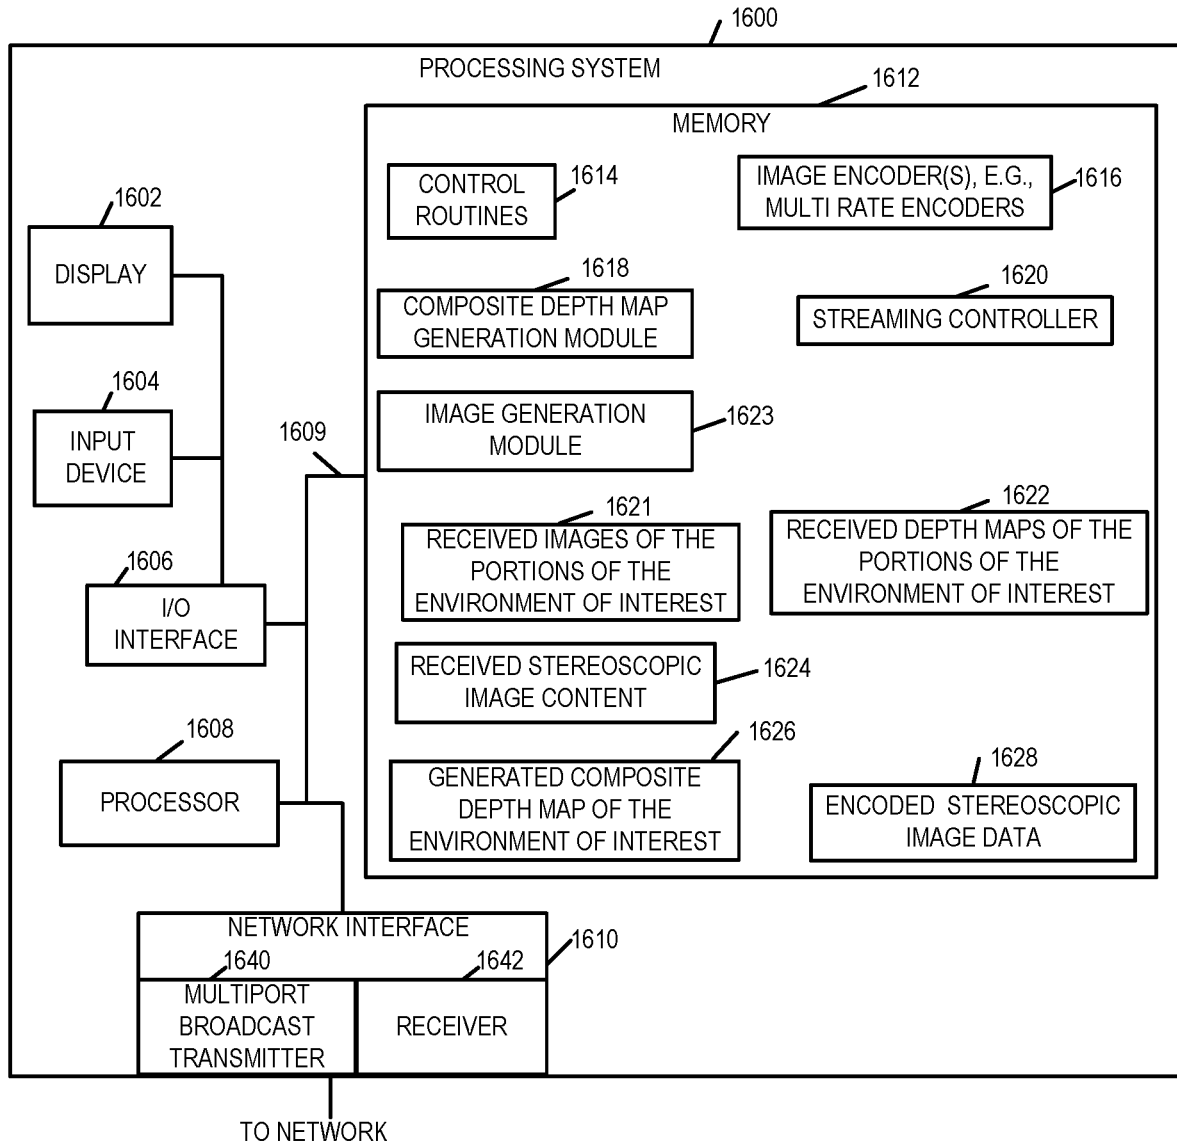 1600
PROCESSING SYSTEM
1612
MEMORY
CONTROL
ROUTINES
1614
IMAGE ENCODER(S), E.G.,
MULTI RATE ENCODERS
1616
1602
DISPLAY
1618
COMPOSITE DEPTH MAP
GENERATION MODULE
1620
STREAMING CONTROLLER
1604
INPUT
DEVICE
IMAGE GENERATION
MODULE
1623
1609
1621
RECEIVED IMAGES OF THE
PORTIONS OF THE
ENVIRONMENT OF INTEREST
1622
RECEIVED DEPTH MAPS OF THE
PORTIONS OF THE
ENVIRONMENT OF INTEREST
1606
I/O
INTERFACE
RECEIVED STEREOSCOPIC
IMAGE CONTENT
1624
1608
PROCESSOR
1626
GENERATED COMPOSITE
DEPTH MAP OF THE
ENVIRONMENT OF INTEREST
1628
ENCODED STEREOSCOPIC
IMAGE DATA
NETWORK INTERFACE
1610
1640
MULTIPORT
BROADCAST
TRANSMITTER
1642
RECEIVER
TO NETWORK